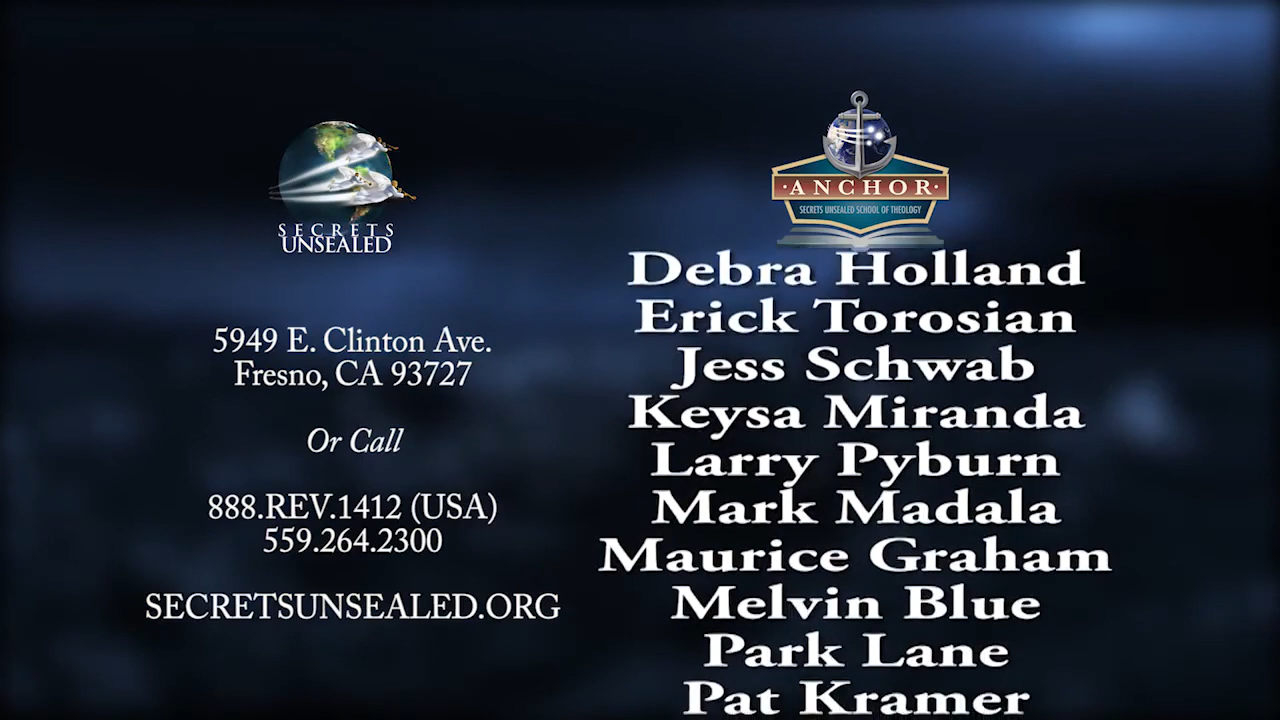 SECRETS
UNSEALED
5949 E. Clinton Ave.
Fresno, CA 93727
Or Call
888.REV.1412 (USA)
559.264.2300
SECRETSUNSEALED.ORG
·ANCHOR·
SECRETS UNSEALED SCHOOL OF THEOLOGY
Debra Holland
Erick Torosian
Jess Schwab
Keysa Miranda
Larry Pyburn
Mark Madala
Maurice Graham
Melvin Blue
Park Lane
Pat Kramer